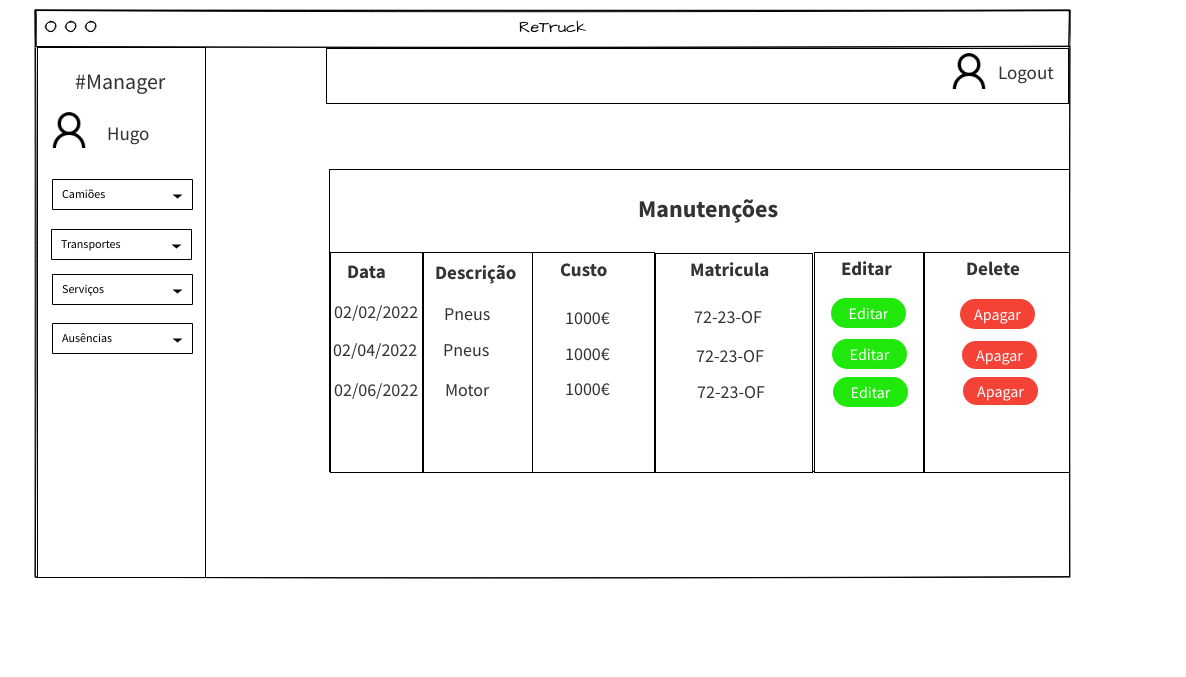 ReTruck
#Manager
Hugo
Camiões
Transportes
Serviços
Ausências
Logout
Manutenções
Data Descrição Custo Matricula Editar Delete
02/02/2022 Pneus 1000€ 72-23-OF Editar Apagar
02/04/2022 Pneus 1000€ 72-23-OF Editar Apagar
02/06/2022 Motor 1000€ 72-23-OF Editar Apagar